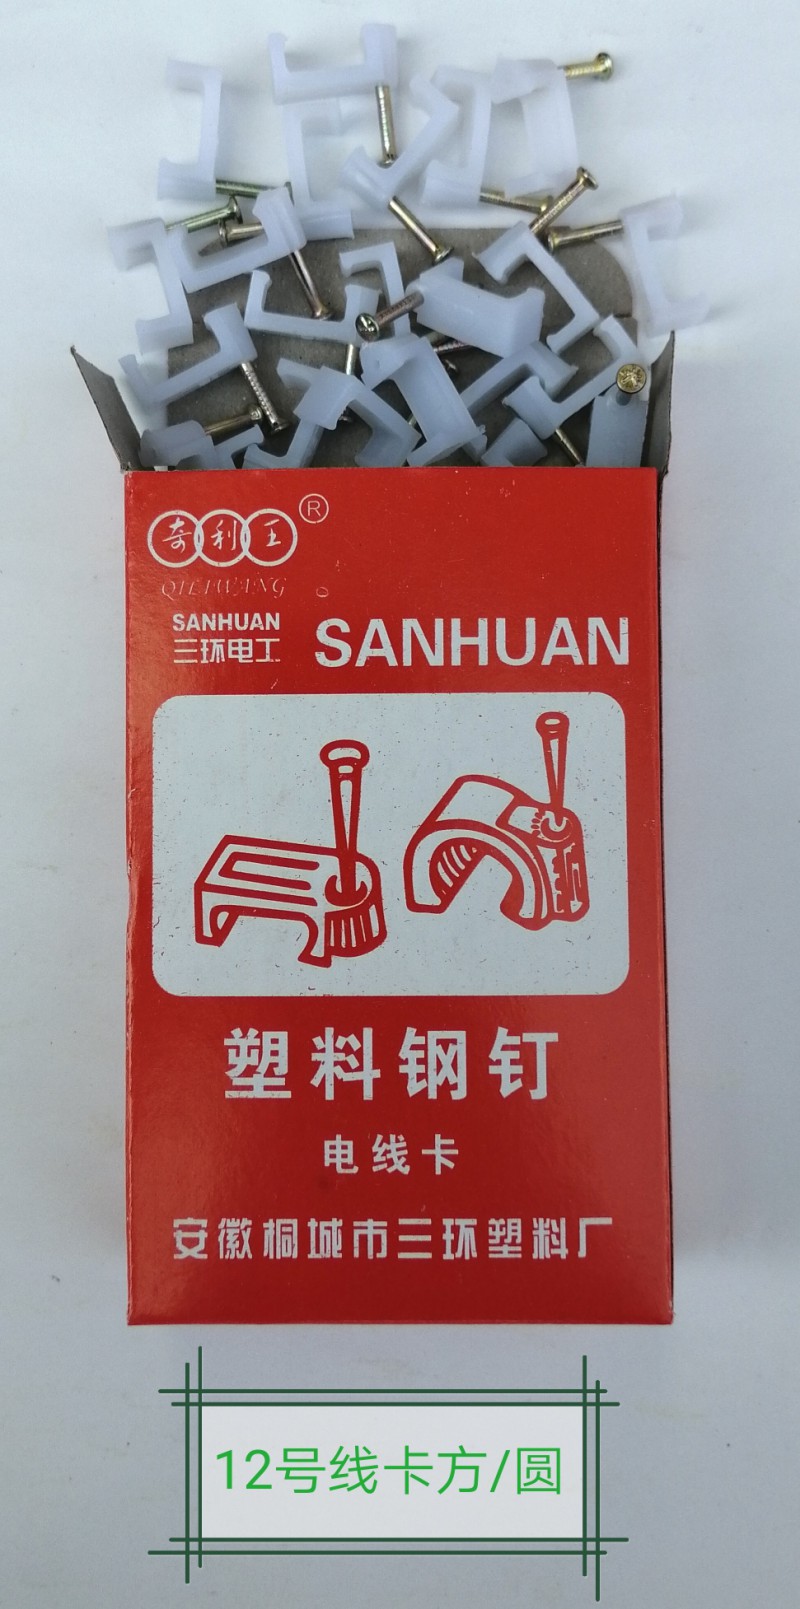 奇利王 ®
QILIWANG
SANHUAN
三环电工
SANHUAN
塑料钢钉
电线卡
安徽桐城市三环塑料厂
12号线卡方/圆